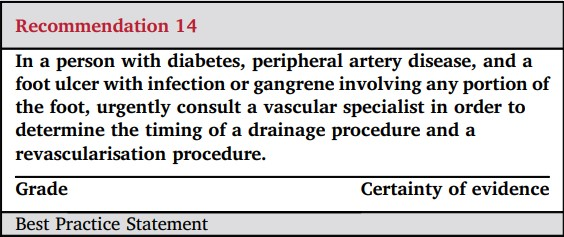 Recommendation 14
In a person with diabetes, peripheral artery disease, and a
foot ulcer with infection or gangrene involving any portion of
the foot, urgently consult a vascular specialist in order to
determine the timing of a drainage procedure and a
revascularisation procedure.
Grade Certainty of evidence
Best Practice Statement